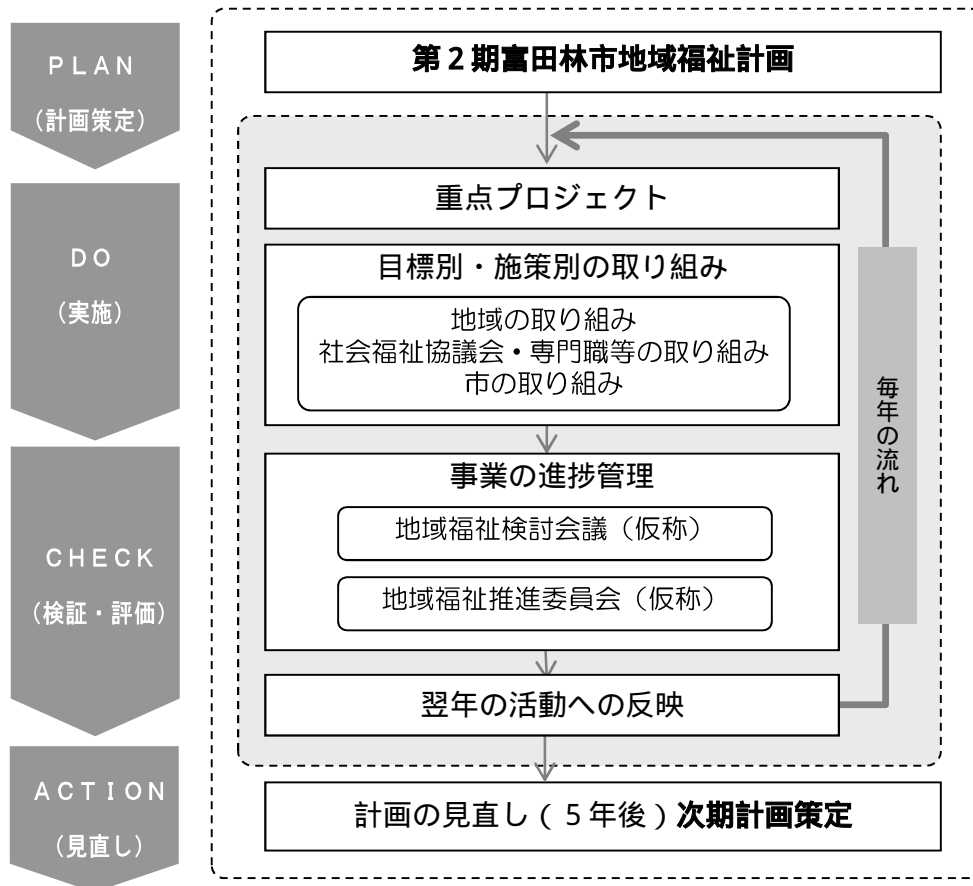 ＰＬＡＮ
（計画策定）
第２期富田林市地域福祉計画
ＤＯ
（実施）
重点プロジェクト
目標別・施策別の取り組み
地域の取り組み
社会福祉協議会・専門職等の取り組み
市の取り組み
毎年の流れ
ＣＨＥＣＫ
（検証・評価）
事業の進捗管理
地域福祉検討会議（仮称）
地域福祉推進委員会（仮称）
翌年の活動への反映
ＡＣＴＩＯＮ
（見直し）
計画の見直し（５年後）次期計画策定